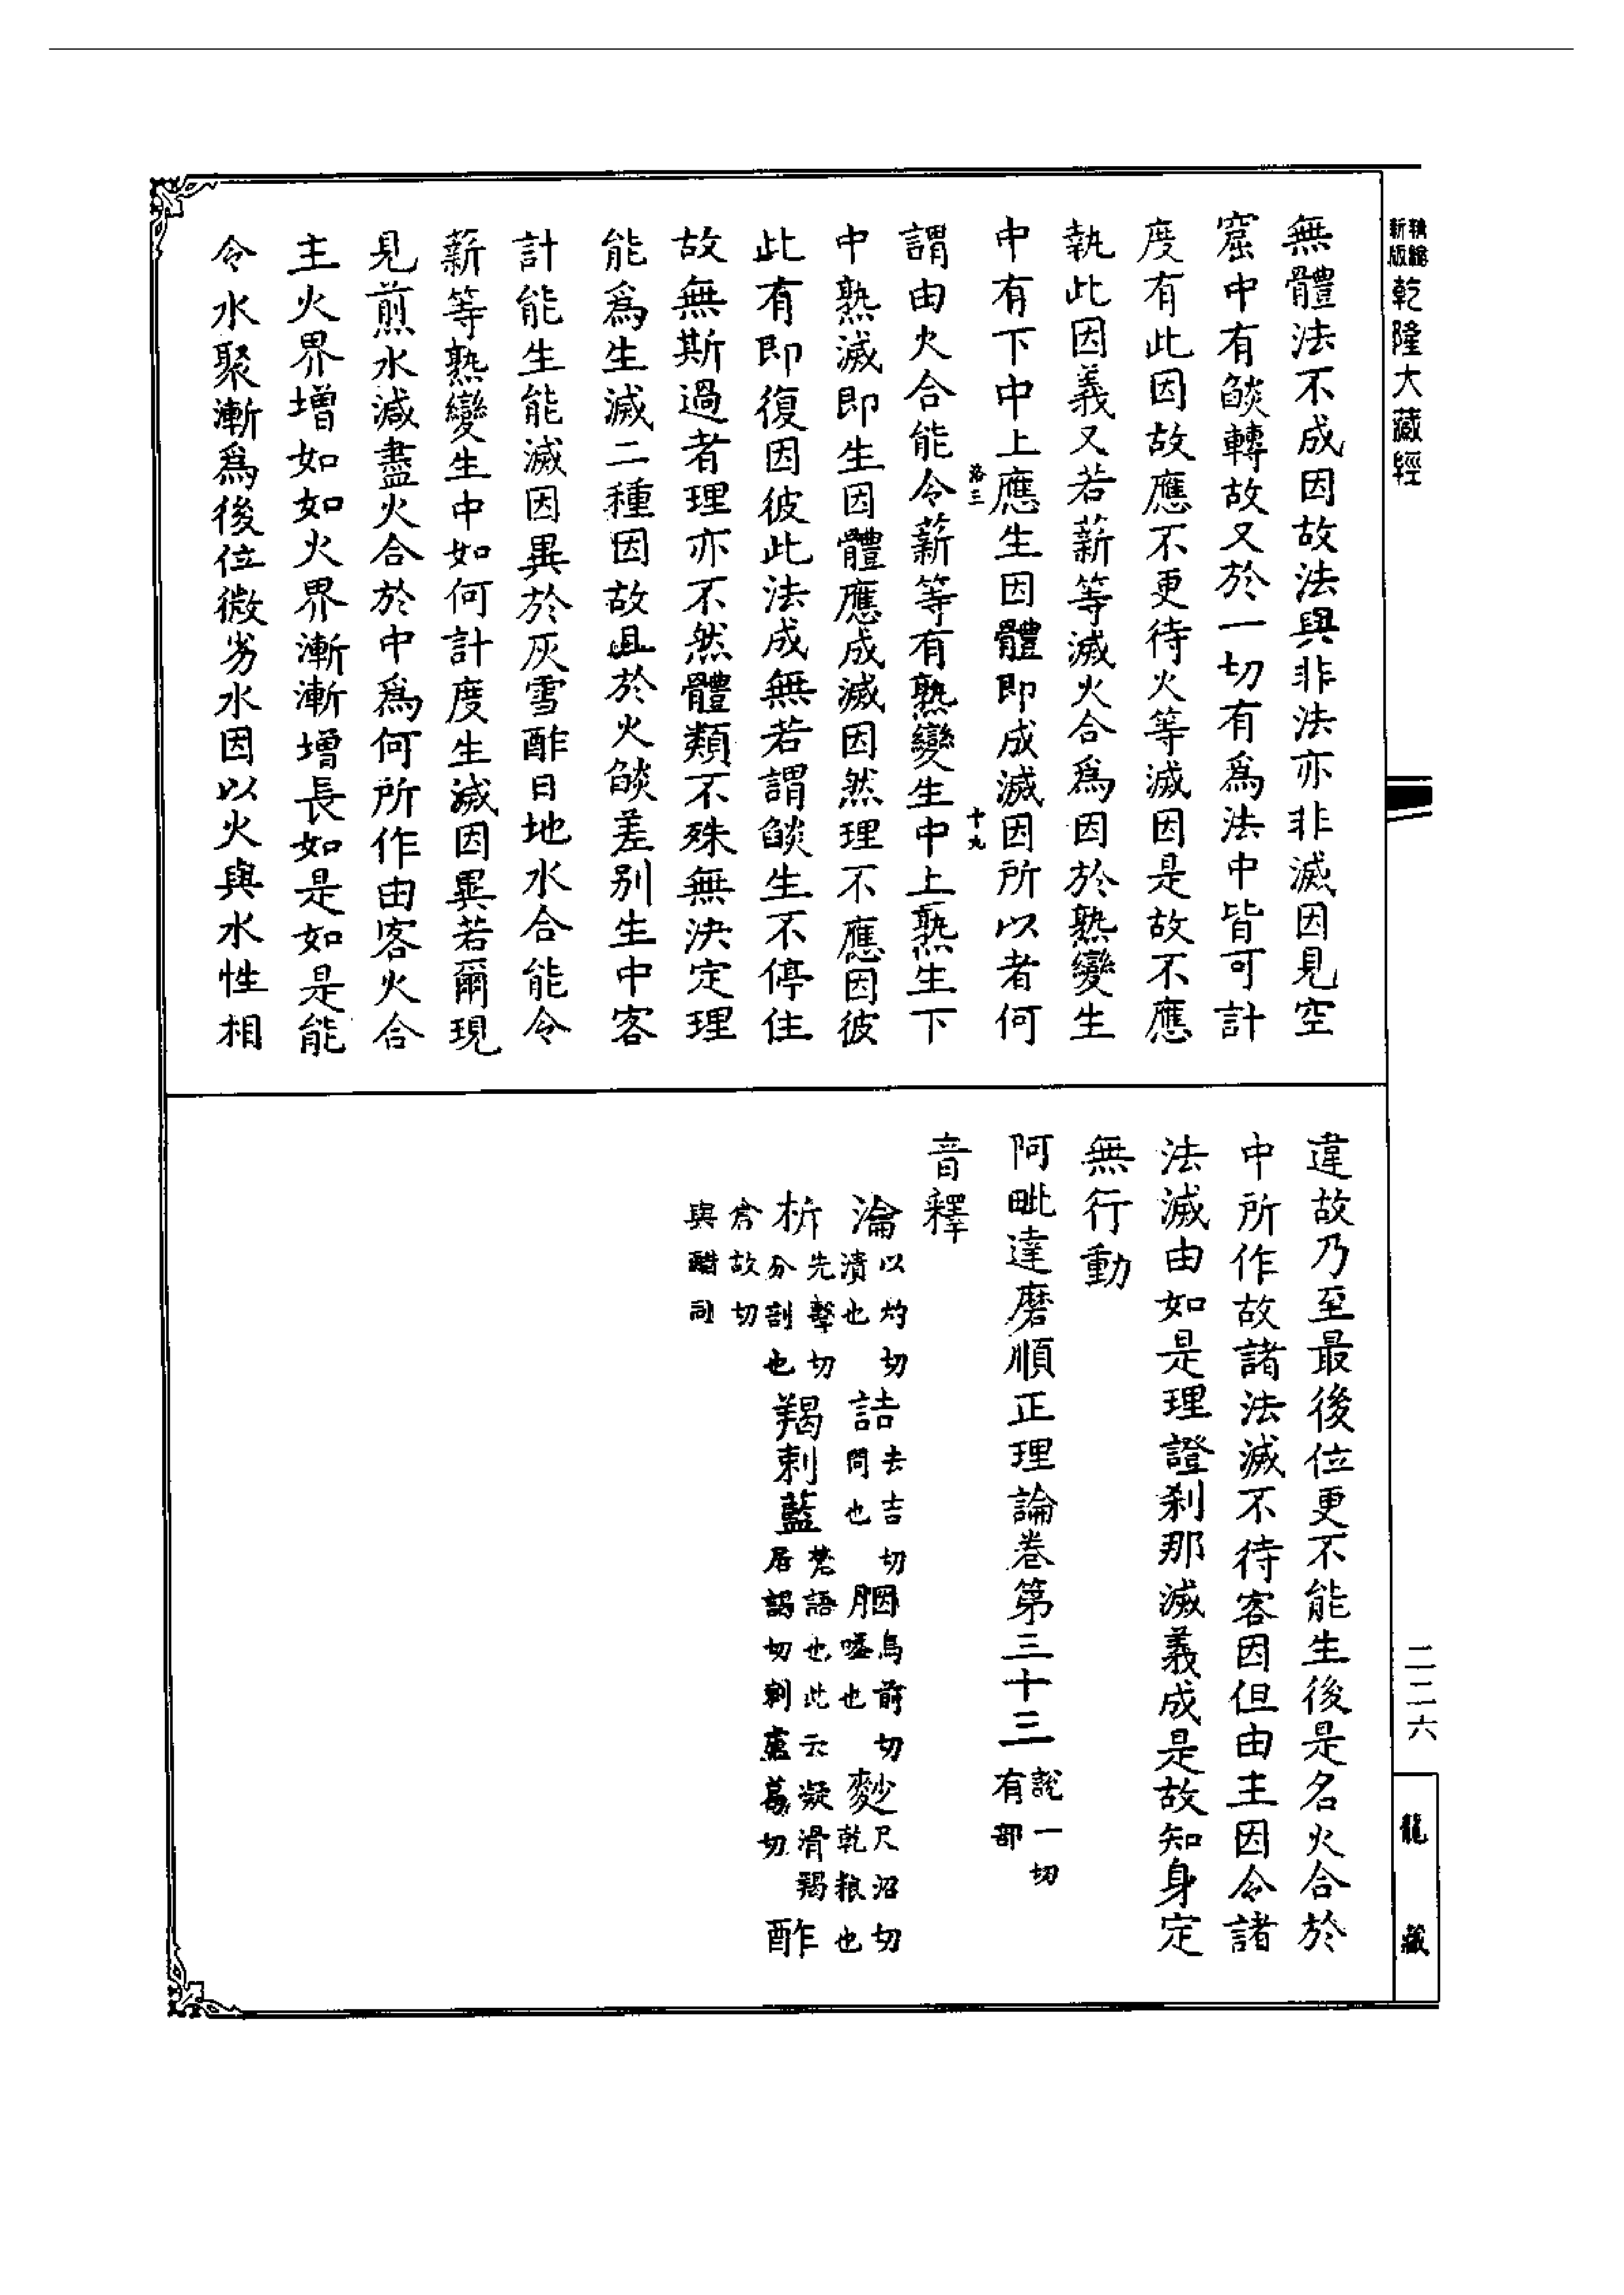 新版
乾隆大藏經
二二六
龍藏
無體法不成因故法與非法亦非滅因見空
窟中有燄轉故又於一切有為法中皆可計
度有此因故應不更待火等滅因是故不應
執此因義又若薪等滅火合為因於熟變生
中有下中上應生因體即成滅因所以者何
十九
謂由火合能令薪等有熟變生中上熟生下
中熟滅即生因體應成滅因然理不應因彼
此有即復因彼此法成無若謂燄生不停住
故無斯過者理亦不然體類不殊無決定理
能為生滅二種因故且於火燄差別生中客
計能生能滅因異於灰雪酢日地水合能令
薪等熟變生中如何計度生滅因異若爾現
見煎水減盡火合於中為何所作由客火合
主火界增如如火界漸漸增長如是如是能
令水聚漸為後位微劣水因以火與水性相
違故乃至最後位更不能生後是名火合於
中所作故諸法滅不待客因但由主因令諸
法滅由如是理證剎那滅義成是故知身定
無行動
阿毗達磨順正理論卷第三十三 說一切有部
音釋
瀹 以灼切漬也 詰 去吉切問也 胭 烏前切嚥也 麨 尺沼切乾粮也
析 先擊切分剖也 羯剌藍 梵語也此云凝滑羯居謁切剌盧葛切 酢
倉故切與醋同